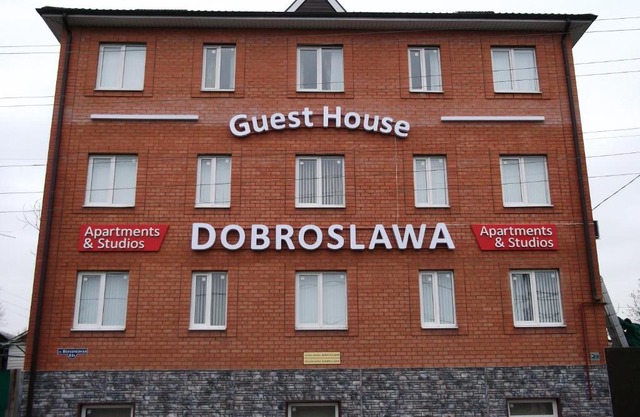 Guest House
Apartments
& Studios
DOBROSLAWA
Apartments
& Studios